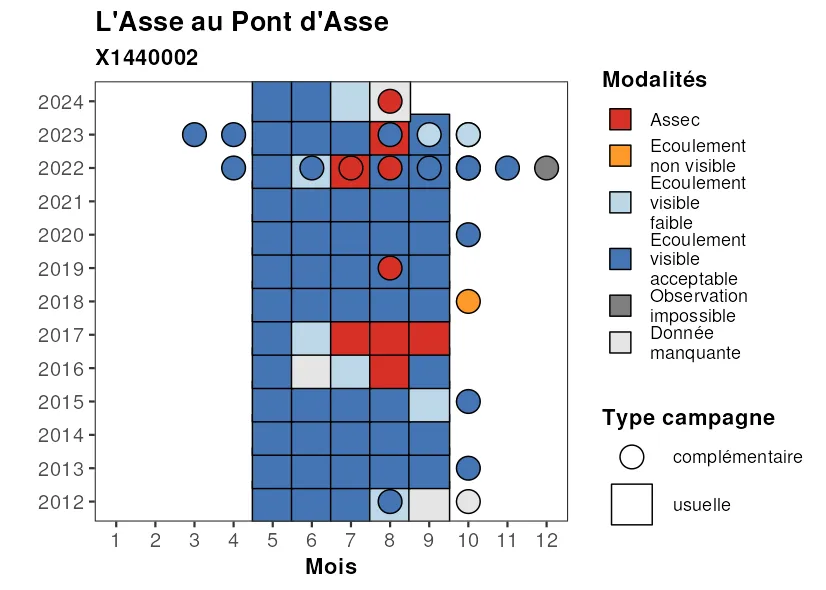 L'Asse au Pont d'Asse
X1440002
2024
2023
2022
2021
2020
2019
2018
2017
2016
2015
2014
2013
2012
1 2 3 4 5 6 7 8 9 10 11 12
Mois
Modalités
Assec
Ecoulement
non visible
Ecoulement
visible
faible
Ecoulement
visible
acceptable
Observation
impossible
Donnée
manquante
Type campagne
complémentaire
usuelle